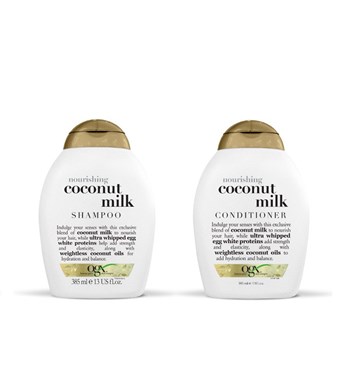 nourishing
coconut
milk
SHAMPOO
Indulge your senses with this exclusive
blend of coconut milk to nourish
your hair, while ultra whipped egg
white proteins help add strength
and elasticity, along with
weightless coconut oils for
hydration and balance.
ogx
385 ml e 13 US fl.oz.
nourishing
coconut
milk
CONDITIONER
Indulge your senses with this exclusive
blend of coconut milk to nourish
your hair, while ultra whipped
egg white proteins add strength
and elasticity, along with
weightless coconut oils to
add hydration and balance.
ogx